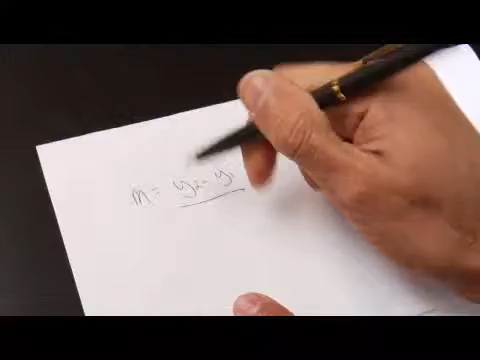 m = y₂ - y₁